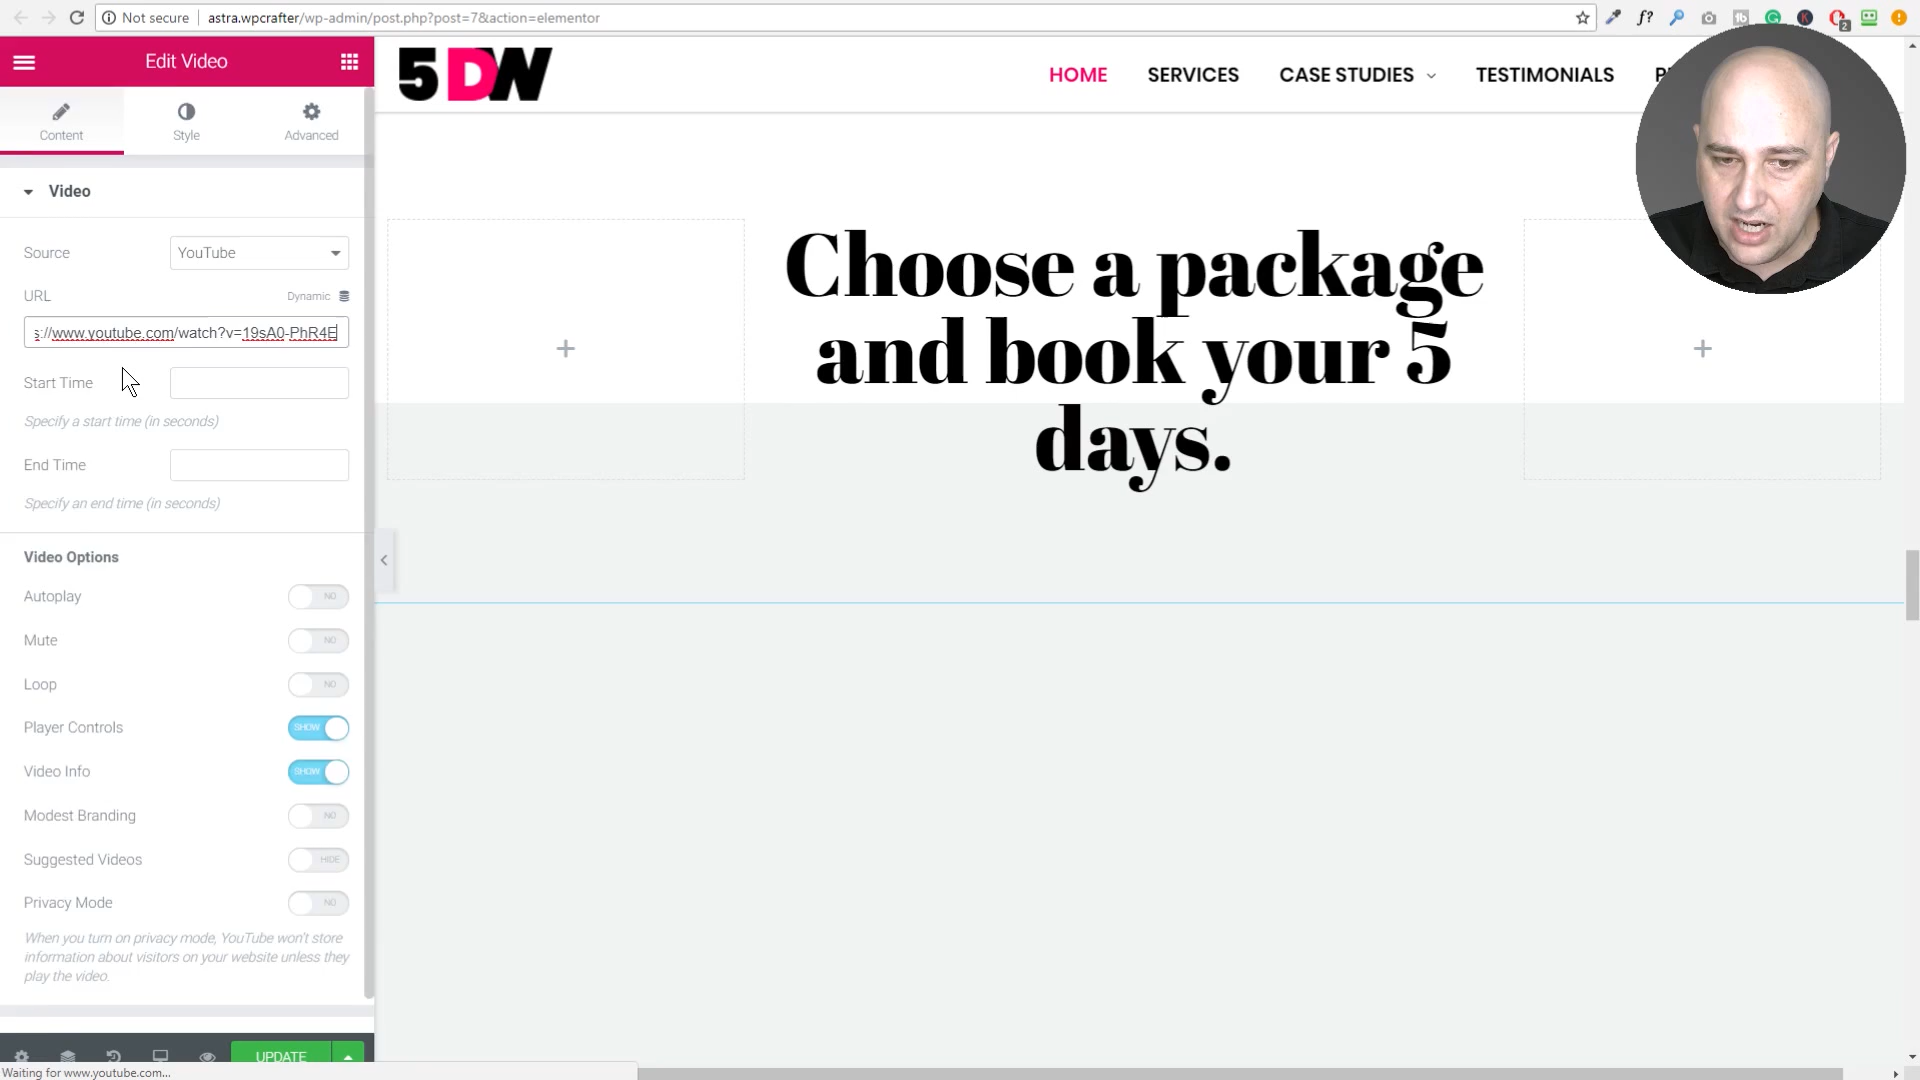 Not secure
astra.wpcrafter/wp-admin/post.php?post=7&action=elementor
f?
2
Edit Video
5 DW
HOME
SERVICES
CASE STUDIES
TESTIMONIALS
Content
Style
Advanced
Video
Source
YouTube
URL
Dynamic
s://www.youtube.com/watch?v=19sA0-PhR4E
Start Time
Specify a start time (in seconds)
End Time
Specify an end time (in seconds)
Choose a package
and book your 5
days.
Video Options
Autoplay
NO
Mute
NO
Loop
NO
Player Controls
SHOW
Video Info
SHOW
Modest Branding
NO
Suggested Videos
HIDE
Privacy Mode
NO
When you turn on privacy mode, YouTube won't store
information about visitors on your website unless they
play the video.
UPDATE
Waiting for www.youtube.com...